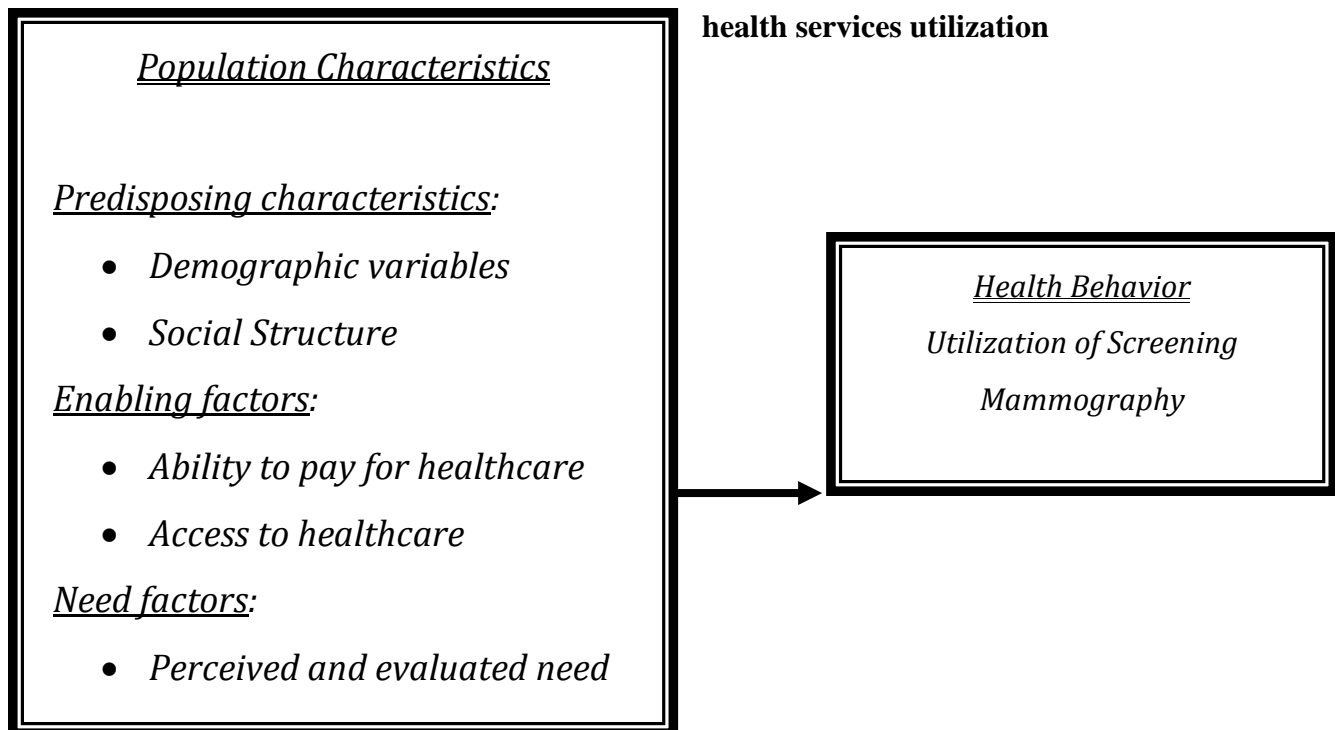 health services utilization
Population Characteristics
Predisposing characteristics:
• Demographic variables
• Social Structure
Enabling factors:
• Ability to pay for healthcare
• Access to healthcare
Need factors:
• Perceived and evaluated need
Health Behavior
Utilization of Screening
Mammography